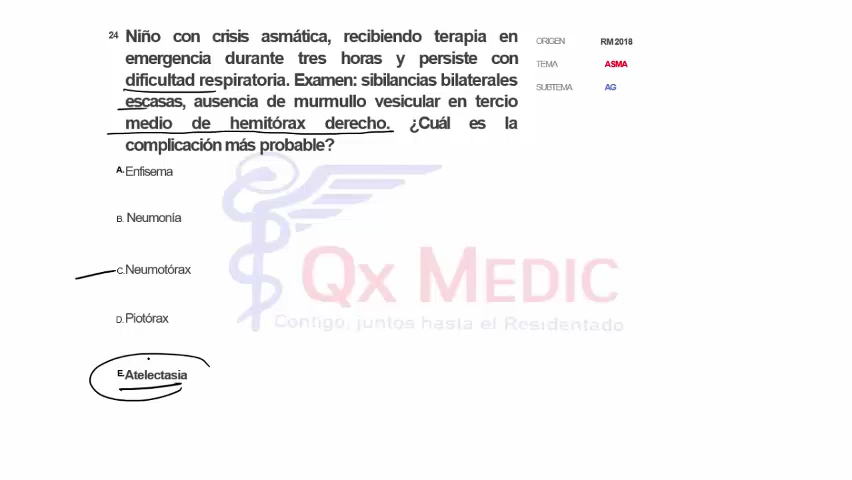 24 Niño con crisis asmática, recibiendo terapia en
emergencia durante tres horas y persiste con
dificultad respiratoria. Examen: sibilancias bilaterales
escasas, ausencia de murmullo vesicular en tercio
medio de hemitórax derecho. ¿Cuál es la
complicación más probable?
A. Enfisema
B. Neumonía
C. Neumotórax
D. Piotórax
E. Atelectasia
ORIGEN RM 2018
TEMA ASMA
SUBTEMA AG
Qx MEDIC
Contigo, juntos hasta el Residentado